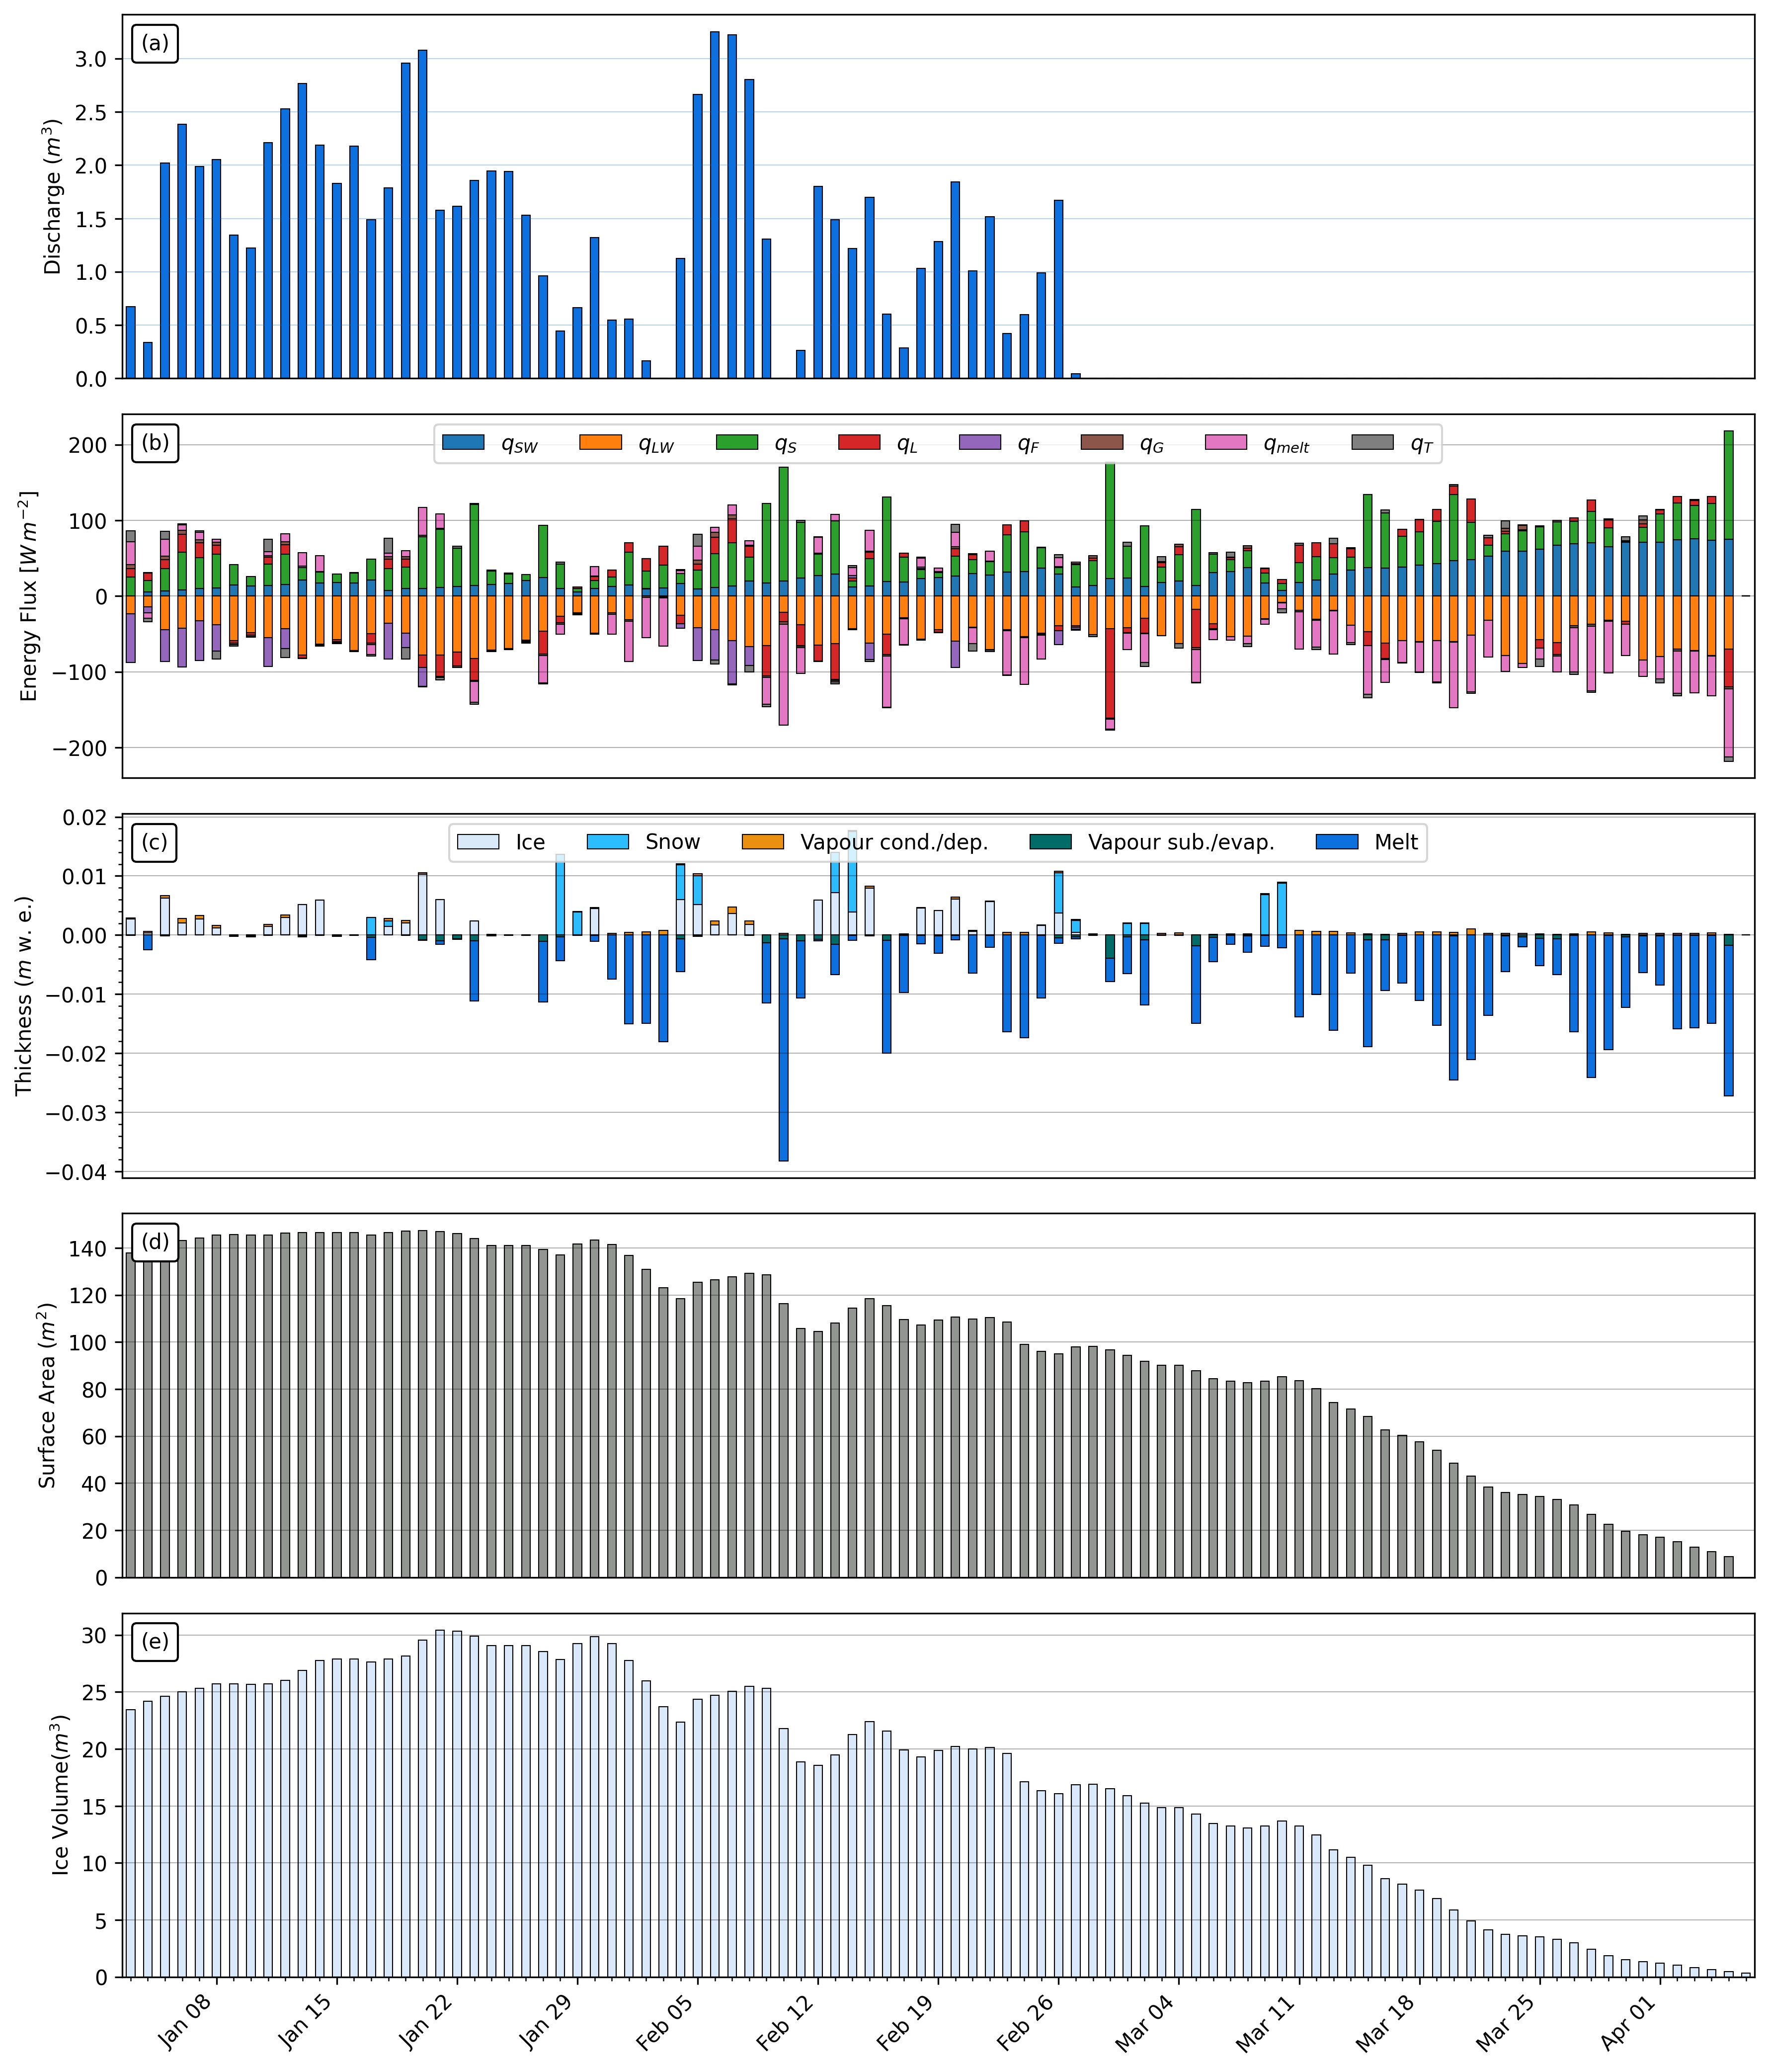 (a)
3.0
2.5
2.0
1.5
1.0
0.5
0.0
Discharge (m³)
(b)
q_SW q_LW q_S q_L q_F q_G q_melt q_T
200
100
0
−100
−200
Energy Flux [W m⁻²]
(c)
Ice Snow Vapour cond./dep. Vapour sub./evap. Melt
0.02
0.01
0.00
−0.01
−0.02
−0.03
−0.04
Thickness (m w. e.)
(d)
140
120
100
80
60
40
20
0
Surface Area (m²)
(e)
30
25
20
15
10
5
0
Ice Volume(m³)
Jan 08 Jan 15 Jan 22 Jan 29 Feb 05 Feb 12 Feb 19 Feb 26 Mar 04 Mar 11 Mar 18 Mar 25 Apr 01